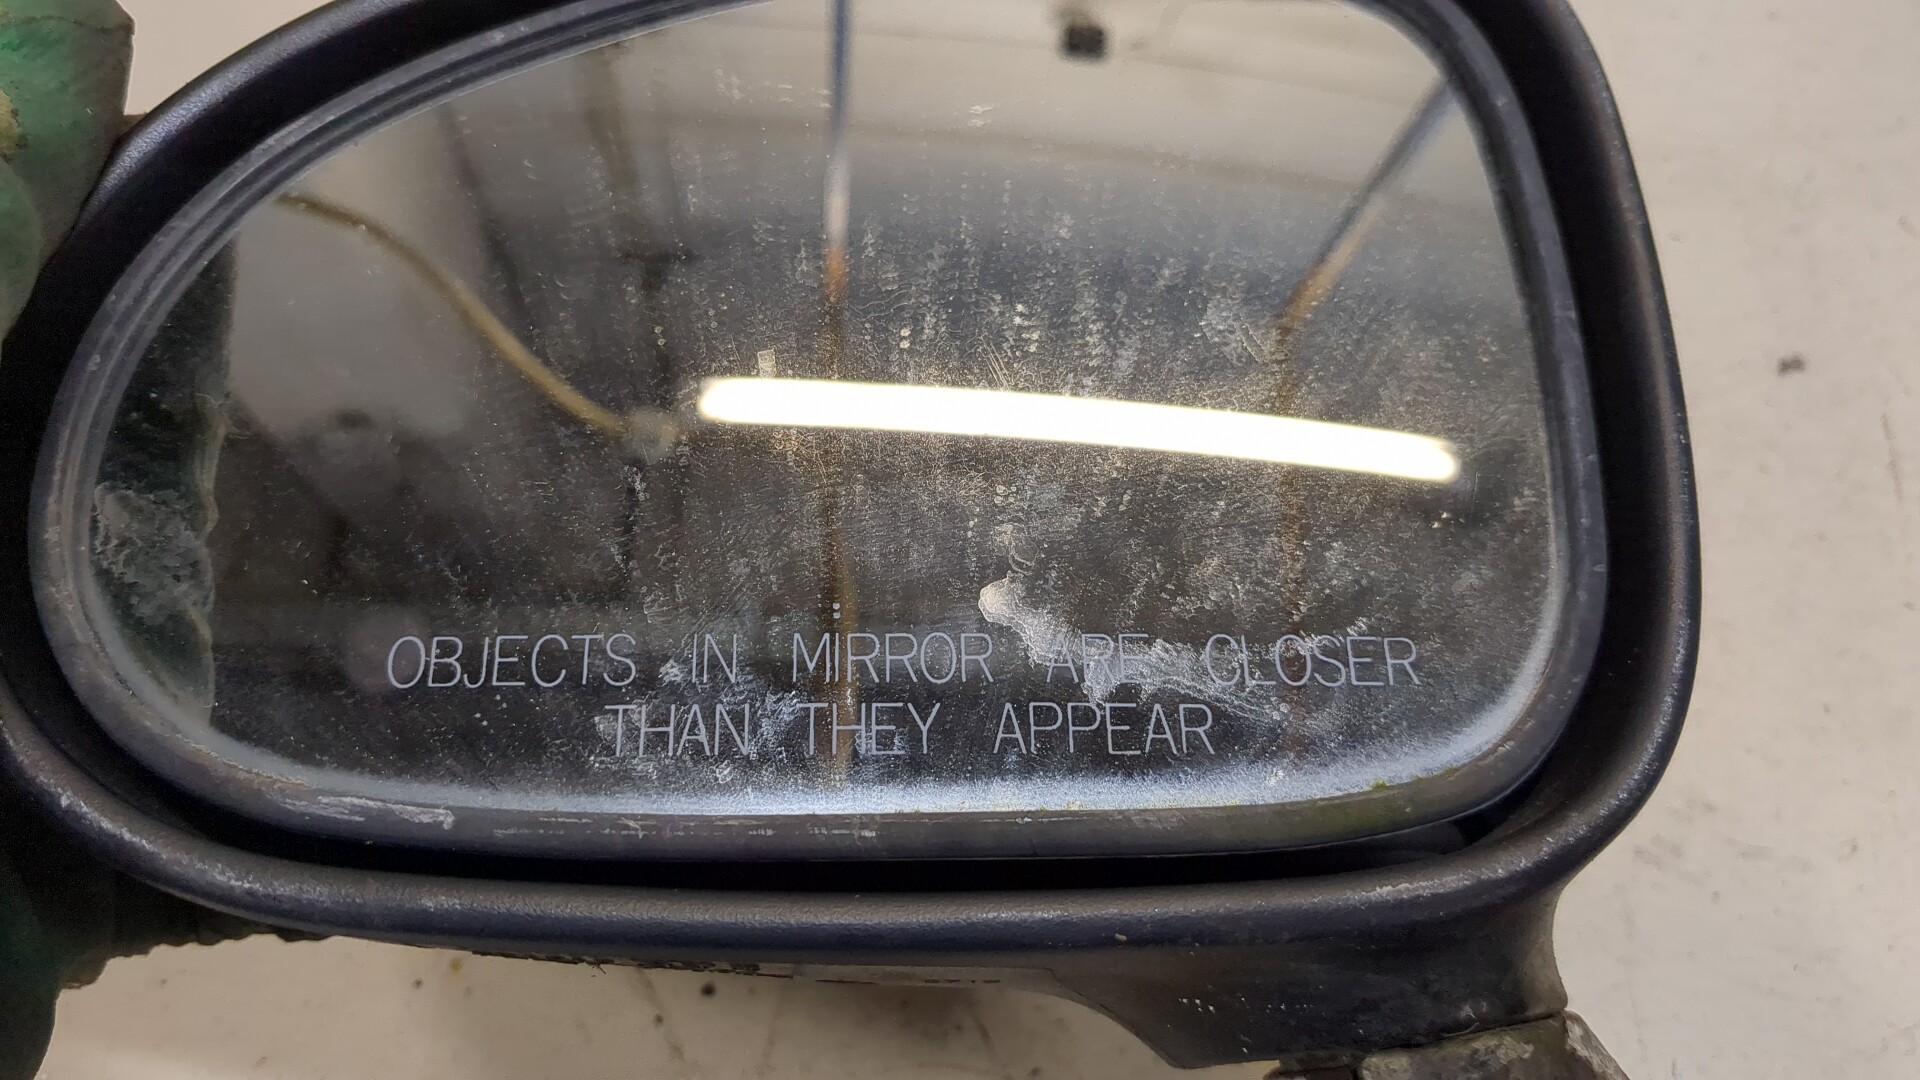 OBJECTS IN MIRROR ARE CLOSER
THAN THEY APPEAR